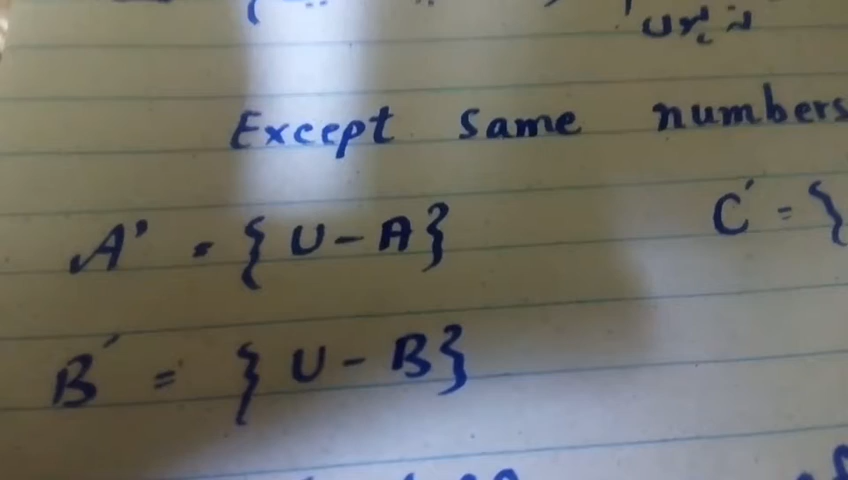 Except same numbers
A' = { U - A}		C' = {
B' = { U - B}